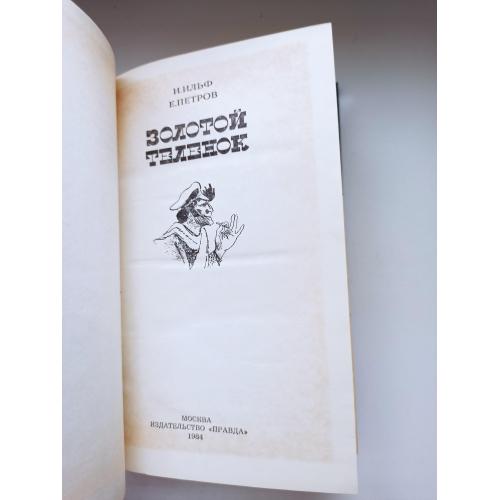 И. ИЛЬФ
Е. ПЕТРОВ
ЗОЛОТОЙ
ТЕЛЕНОК
МОСКВА
ИЗДАТЕЛЬСТВО «ПРАВДА»
1984